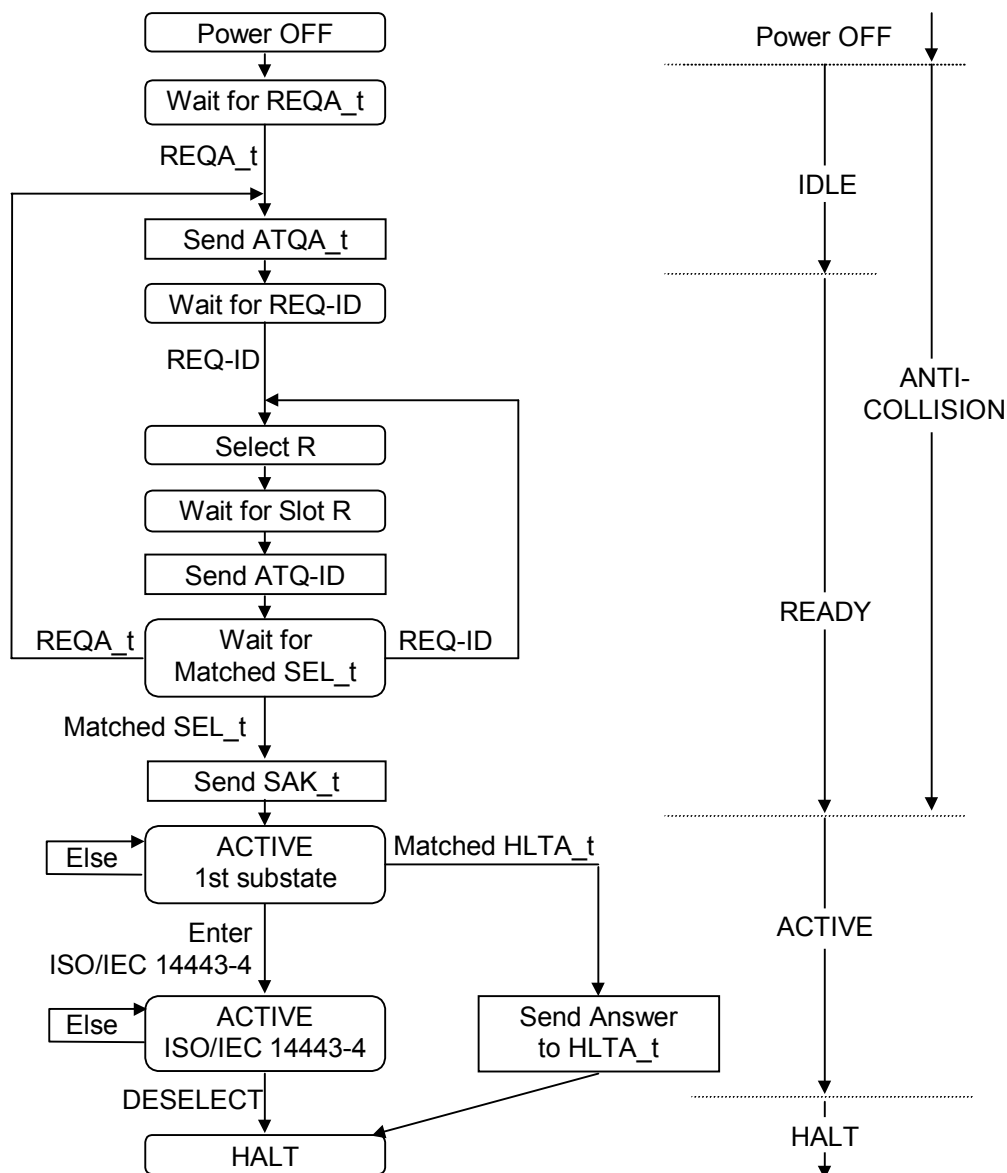 Power OFF
Wait for REQA_t
REQA_t
Send ATQA_t
Wait for REQ-ID
REQ-ID
Select R
Wait for Slot R
Send ATQ-ID
REQA_t
Wait for
Matched SEL_t
REQ-ID
Matched SEL_t
Send SAK_t
Else
ACTIVE
1st substate
Matched HLTA_t
Enter
ISO/IEC 14443-4
Else
ACTIVE
ISO/IEC 14443-4
Send Answer
to HLTA_t
DESELECT
HALT
Power OFF
IDLE
ANTI-
COLLISION
READY
ACTIVE
HALT